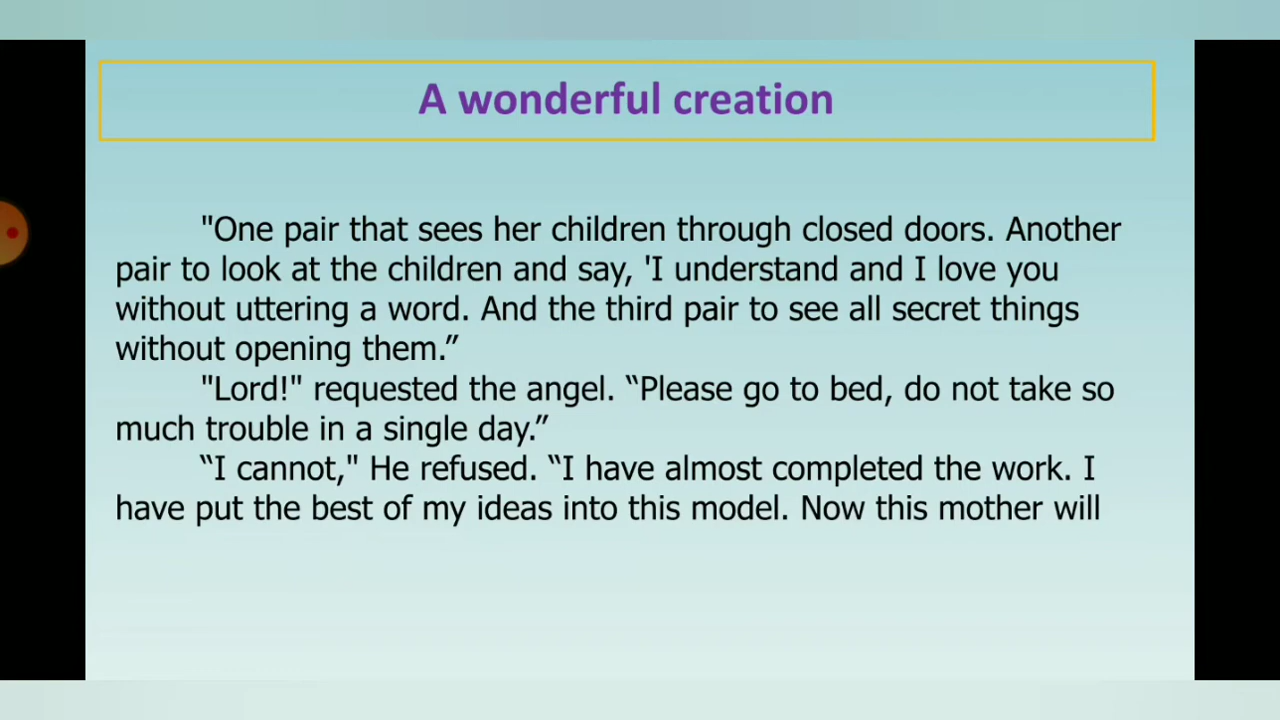 A wonderful creation
"One pair that sees her children through closed doors. Another
pair to look at the children and say, 'I understand and I love you
without uttering a word. And the third pair to see all secret things
without opening them.”
"Lord!" requested the angel. “Please go to bed, do not take so
much trouble in a single day.”
“I cannot," He refused. “I have almost completed the work. I
have put the best of my ideas into this model. Now this mother will